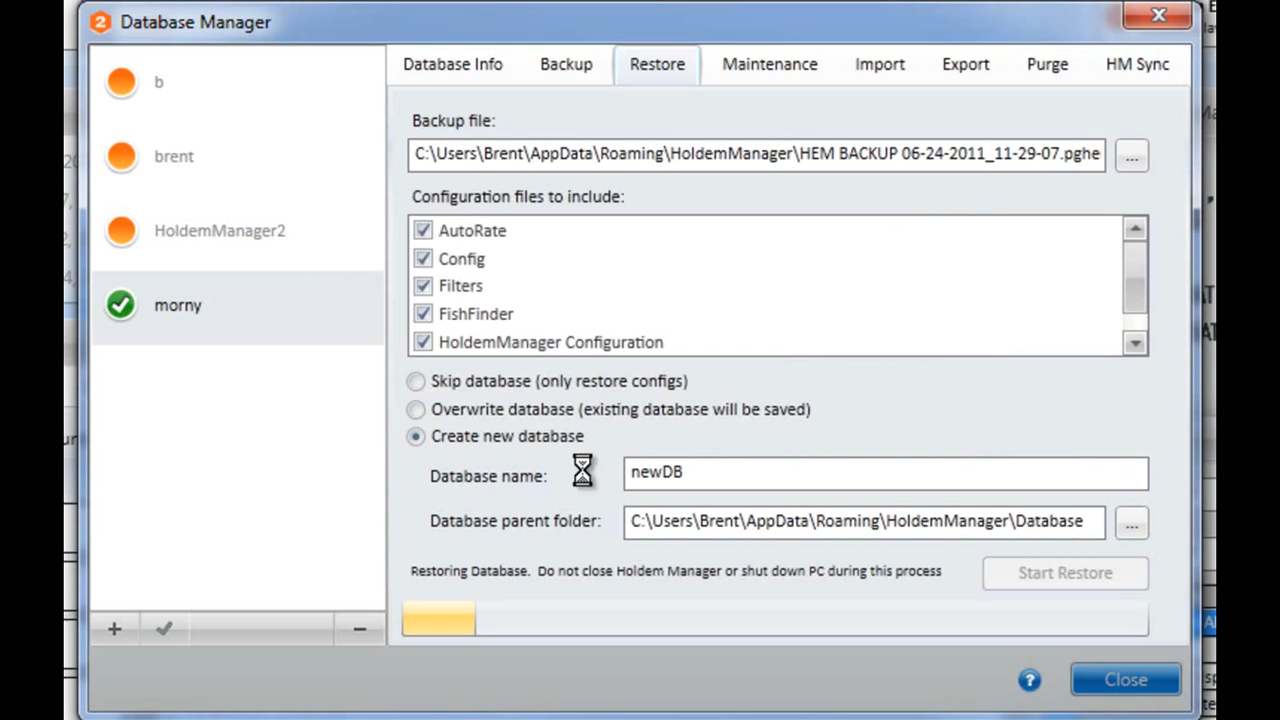 2 Database Manager
b
brent
HoldemManager2
morny
Database Info Backup Restore Maintenance Import Export Purge HM Sync
Backup file:
C:\Users\Brent\AppData\Roaming\HoldemManager\HEM BACKUP 06-24-2011_11-29-07.pghe
...
Configuration files to include:
AutoRate
Config
Filters
FishFinder
HoldemManager Configuration
Skip database (only restore configs)
Overwrite database (existing database will be saved)
Create new database
Database name: newDB
Database parent folder: C:\Users\Brent\AppData\Roaming\HoldemManager\Database ...
Restoring Database. Do not close Holdem Manager or shut down PC during this process Start Restore
+ −
? Close